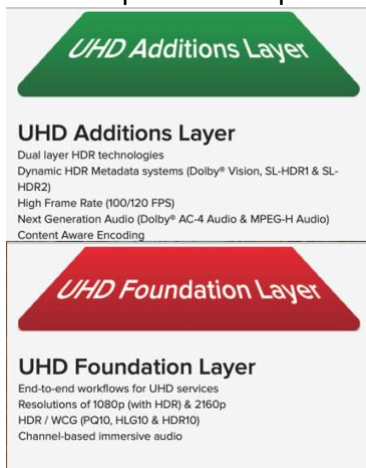 UHD Additions Layer
UHD Additions Layer
Dual layer HDR technologies
Dynamic HDR Metadata systems (Dolby® Vision, SL-HDR1 & SL-
HDR2)
High Frame Rate (100/120 FPS)
Next Generation Audio (Dolby® AC-4 Audio & MPEG-H Audio)
Content Aware Encoding
UHD Foundation Layer
UHD Foundation Layer
End-to-end workflows for UHD services
Resolutions of 1080p (with HDR) & 2160p
HDR / WCG (PQ10, HLG10 & HDR10)
Channel-based immersive audio